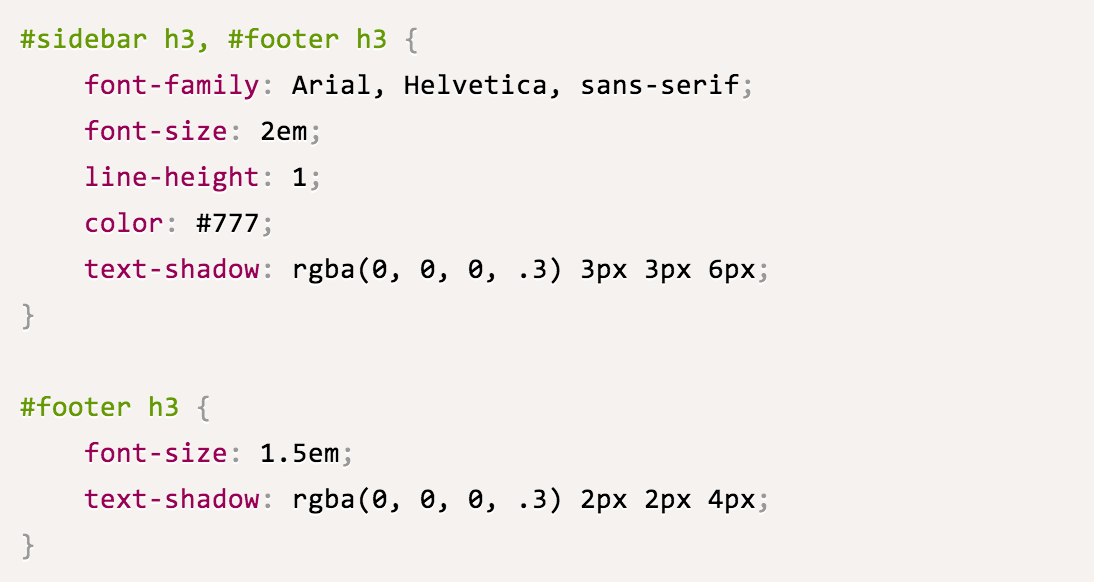 #sidebar h3, #footer h3 {
    font-family: Arial, Helvetica, sans-serif;
    font-size: 2em;
    line-height: 1;
    color: #777;
    text-shadow: rgba(0, 0, 0, .3) 3px 3px 6px;
}

#footer h3 {
    font-size: 1.5em;
    text-shadow: rgba(0, 0, 0, .3) 2px 2px 4px;
}